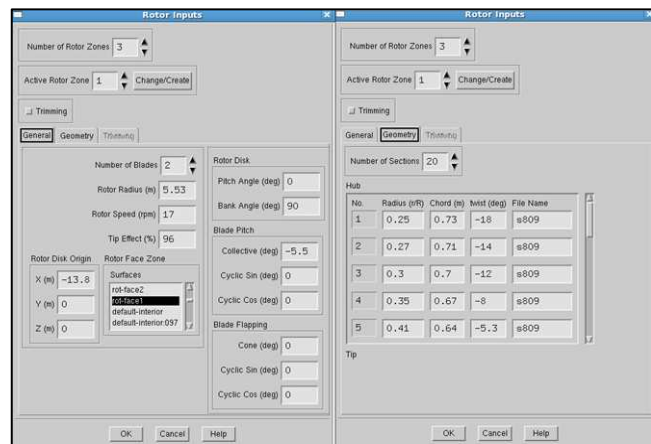 Rotor Inputs
Number of Rotor Zones 3
Active Rotor Zone 1 Change/Create
Trimming
General Geometry Trimming
Number of Blades 2
Rotor Radius (m) 5.53
Rotor Speed (rpm) 17
Tip Effect (%) 96
Rotor Disk Origin
X (m) -13.8
Y (m) 0
Z (m) 0
Rotor Face Zone
Surfaces
rot-face2
rot-face1
default-interior
default-interior:097
Rotor Disk
Pitch Angle (deg) 0
Bank Angle (deg) 90
Blade Pitch
Collective (deg) -5.5
Cyclic Sin (deg) 0
Cyclic Cos (deg) 0
Blade Flapping
Cone (deg) 0
Cyclic Sin (deg) 0
Cyclic Cos (deg) 0
OK Cancel Help
Rotor Inputs
Number of Rotor Zones 3
Active Rotor Zone 1 Change/Create
Trimming
General Geometry Trimming
Number of Sections 20
Hub
No. Radius (r/R) Chord (m) twist (deg) File Name
1 0.25 0.73 -18 s809
2 0.27 0.71 -14 s809
3 0.3 0.7 -12 s809
4 0.35 0.67 -8 s809
5 0.41 0.64 -5.3 s809
Tip
OK Cancel Help